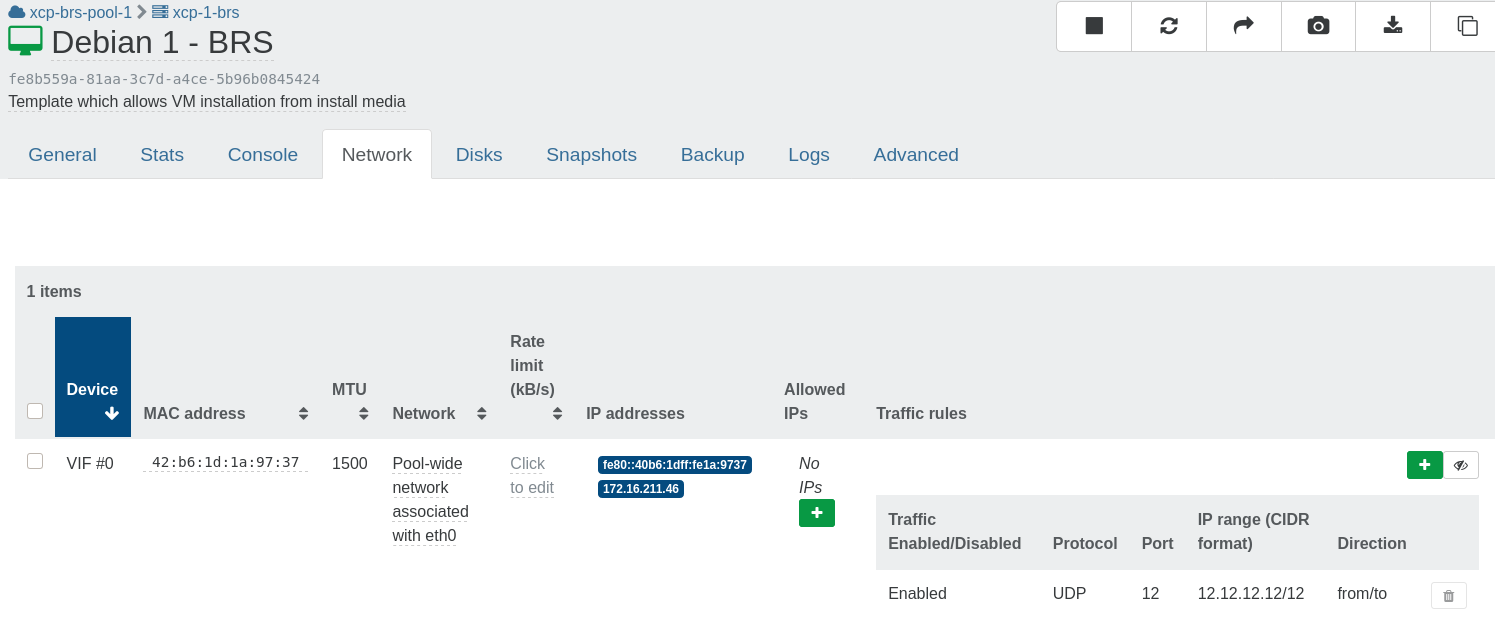 xcp-brs-pool-1 xcp-1-brs
Debian 1 - BRS
fe8b559a-81aa-3c7d-a4ce-5b96b0845424
Template which allows VM installation from install media
General Stats Console Network Disks Snapshots Backup Logs Advanced
1 items
Device
MAC address
MTU
Network
Rate
limit
(kB/s)
IP addresses
Allowed
IPs
Traffic rules
VIF #0
42:b6:1d:1a:97:37
1500
Pool-wide
network
associated
with eth0
Click
to edit
fe80::40b6:1dff:fe1a:9737
172.16.211.46
No
IPs
Traffic
Enabled/Disabled
Protocol
Port
IP range (CIDR
format)
Direction
Enabled UDP 12 12.12.12.12/12 from/to